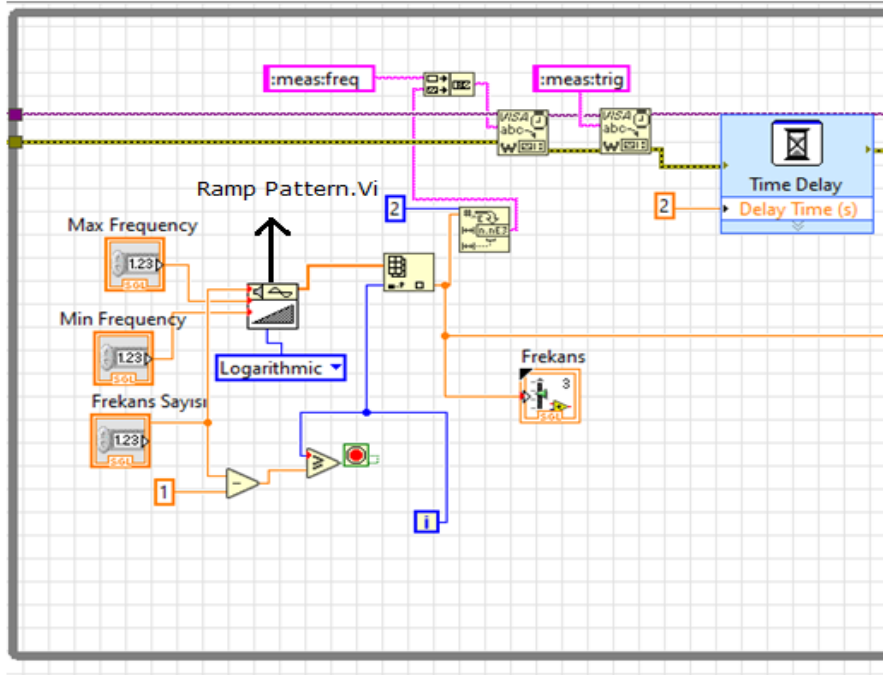 :meas:freq
:meas:trig
VISA
abc
W
VISA
abc
W
Ramp Pattern.Vi
Time Delay
2
2
Delay Time (s)
Max Frequency
1.23
SGL
Min Frequency
1.23
SGL
Logarithmic
Frekans
3
SGL
Frekans Sayısı
1.23
SGL
1
i